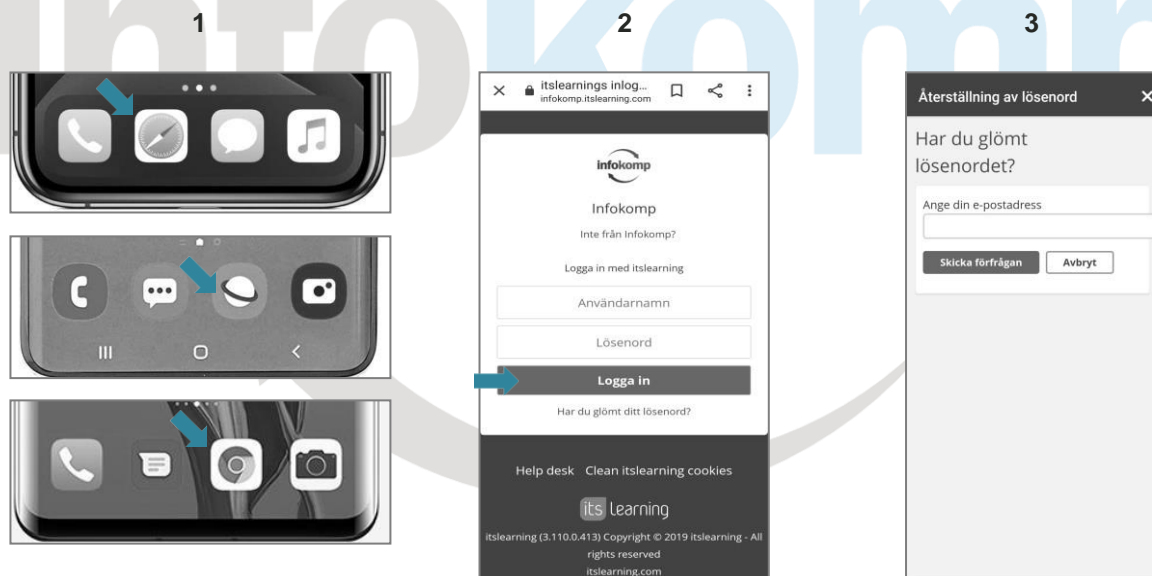 1
2
3
itslearnings inlog...
infokomp.itslearning.com
infokomp
Infokomp
Inte från Infokomp?
Logga in med itslearning
Användarnamn
Lösenord
Logga in
Har du glömt ditt lösenord?
Help desk Clean itslearning cookies
its learning
itslearning (3.110.0.413) Copyright © 2019 itslearning - All
rights reserved
itslearning.com
Återställning av lösenord
Har du glömt
lösenordet?
Ange din e-postadress
Skicka förfrågan Avbryt
infokomp